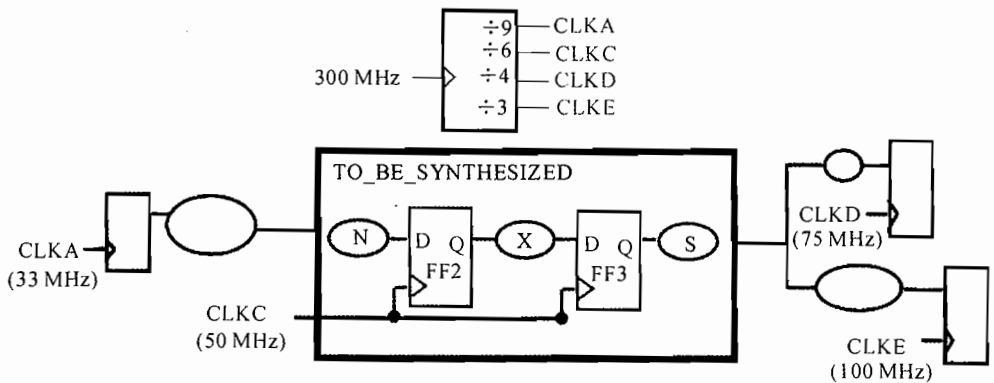 ÷9 CLKA
÷6 CLKC
300 MHz ÷4 CLKD
÷3 CLKE
TO_BE_SYNTHESIZED
N D Q X D Q S
FF2 FF3
CLKA
(33 MHz)
CLKC
(50 MHz)
CLKD
(75 MHz)
CLKE
(100 MHz)